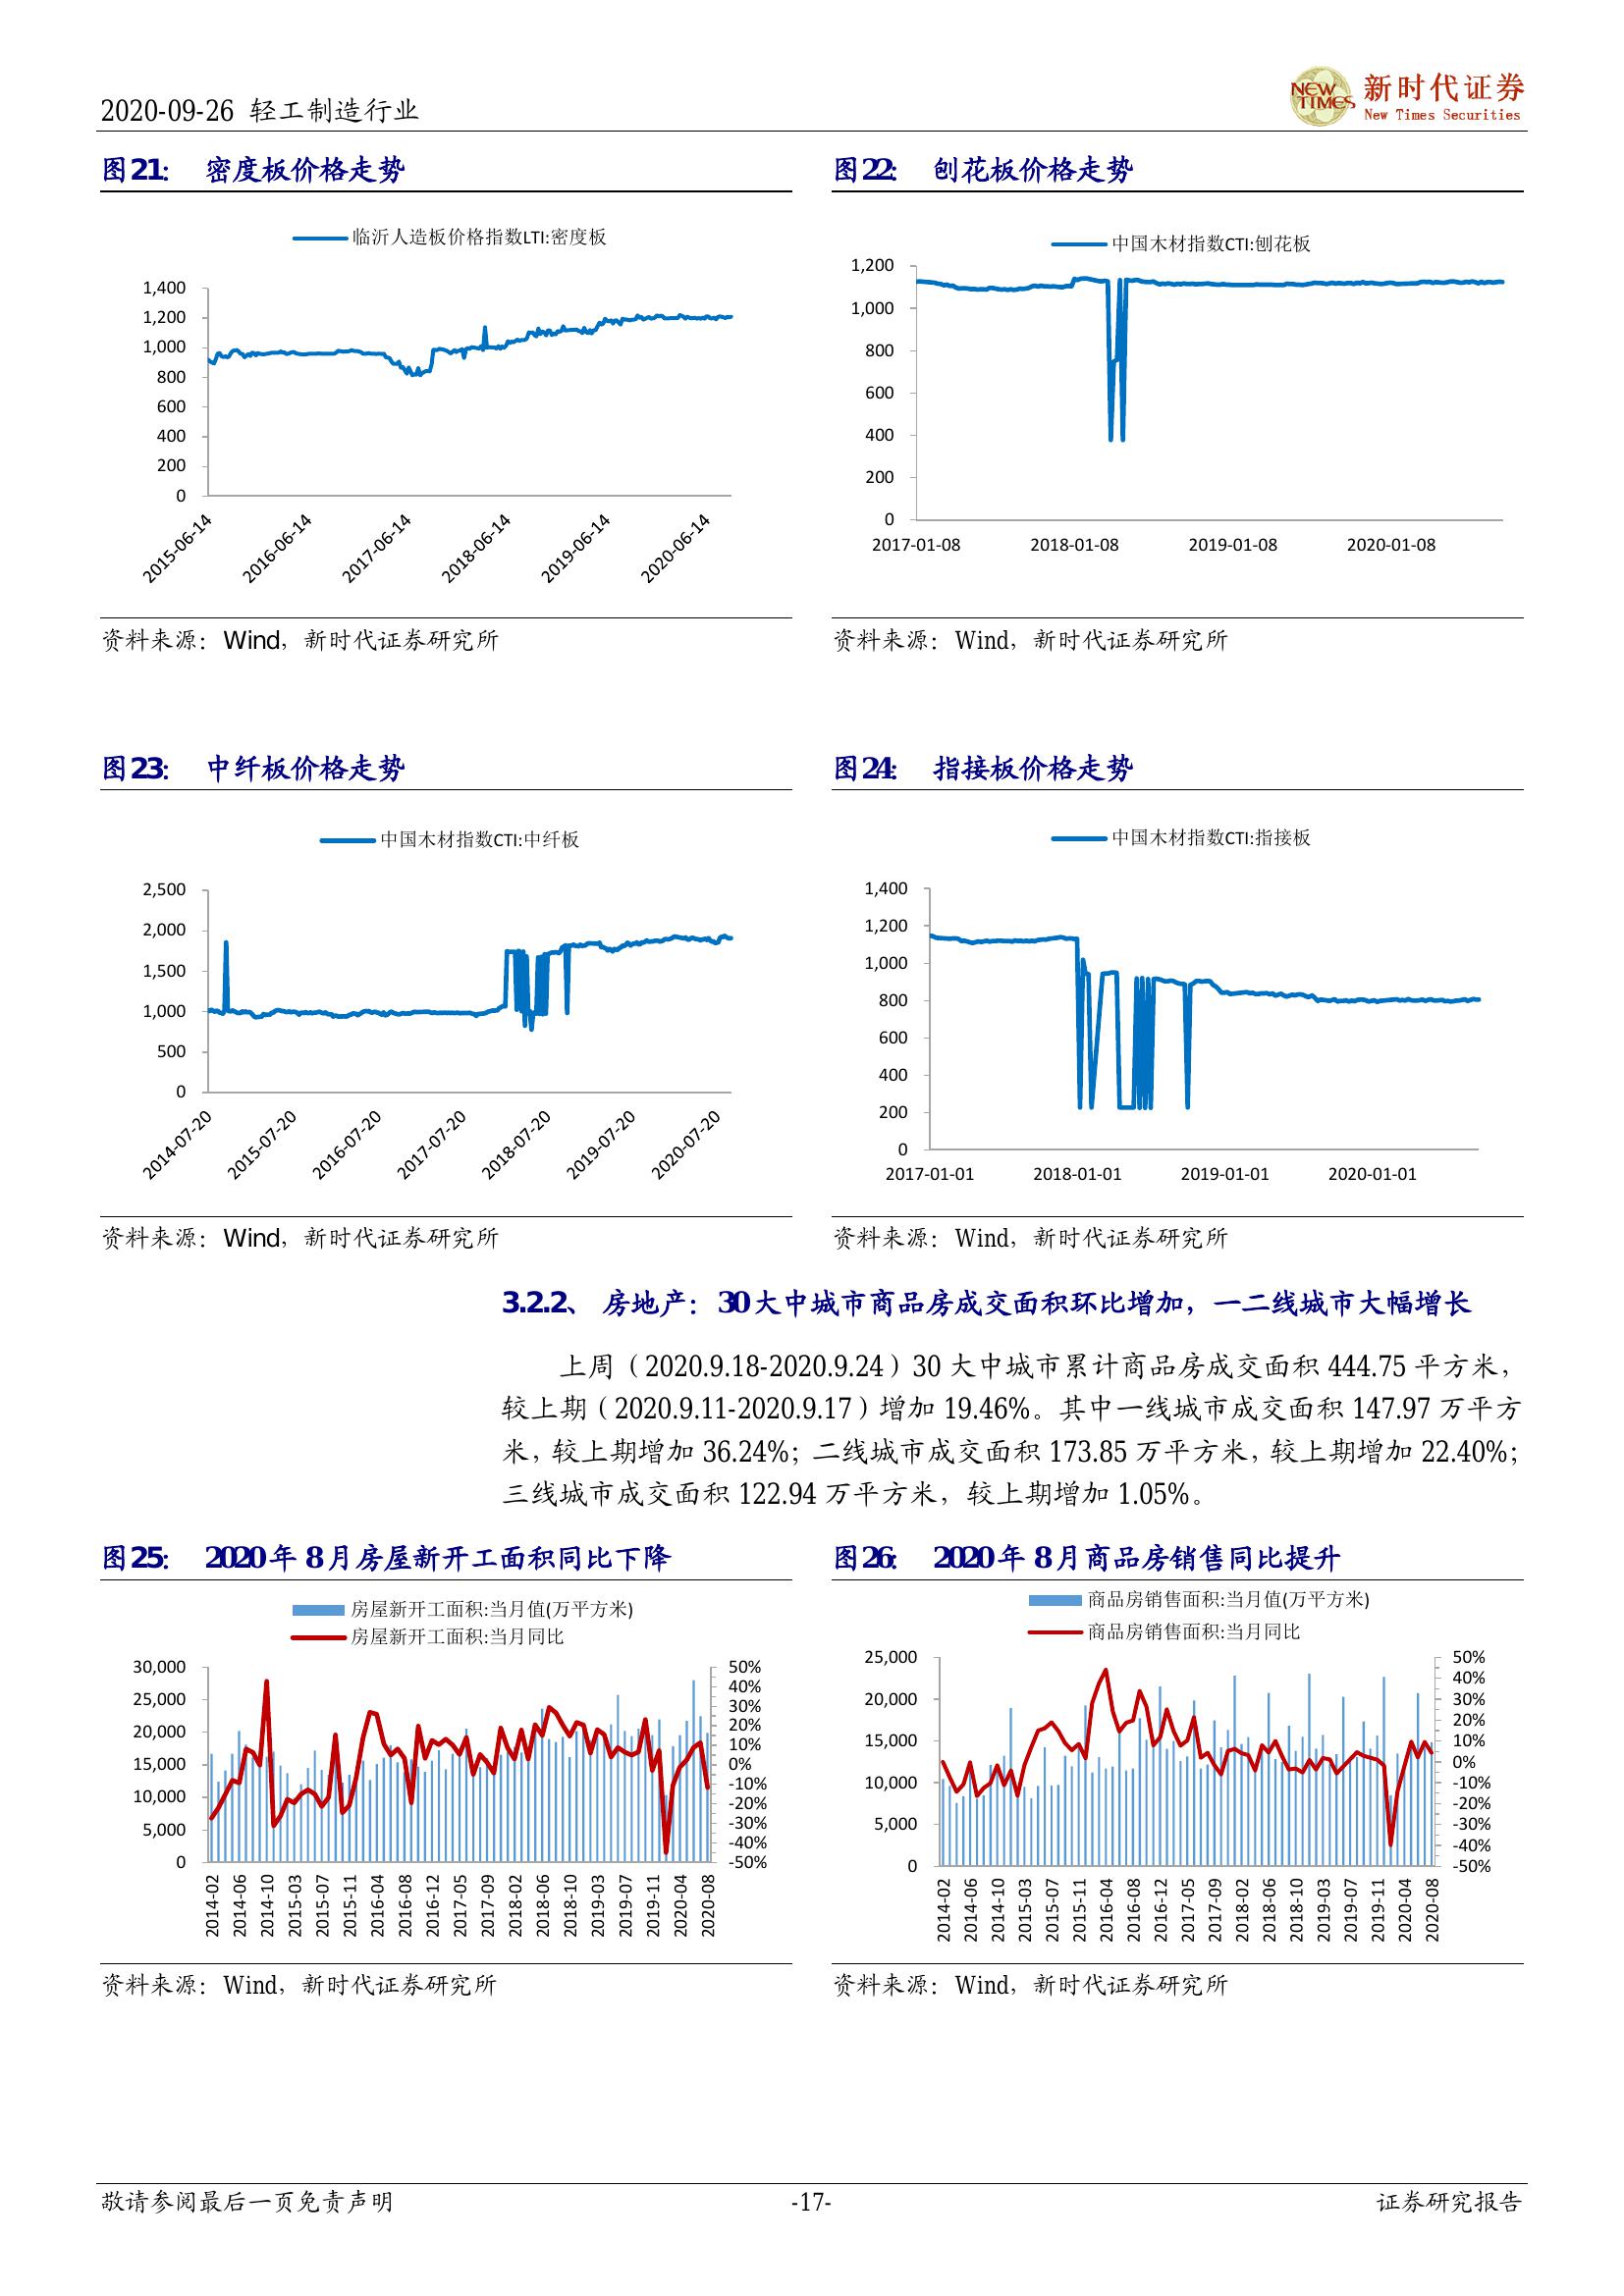 2020-09-26 轻工制造行业
NEW TIMES
新时代证券
New Times Securities
图21： 密度板价格走势
临沂人造板价格指数LTI:密度板
1,400
1,200
1,000
800
600
400
200
0
2015-06-14 2016-06-14 2017-06-14 2018-06-14 2019-06-14 2020-06-14
资料来源：Wind，新时代证券研究所
图22： 刨花板价格走势
中国木材指数CTI:刨花板
1,200
1,000
800
600
400
200
0
2017-01-08 2018-01-08 2019-01-08 2020-01-08
资料来源：Wind，新时代证券研究所
图23： 中纤板价格走势
中国木材指数CTI:中纤板
2,500
2,000
1,500
1,000
500
0
2014-07-20 2015-07-20 2016-07-20 2017-07-20 2018-07-20 2019-07-20 2020-07-20
资料来源：Wind，新时代证券研究所
图24： 指接板价格走势
中国木材指数CTI:指接板
1,400
1,200
1,000
800
600
400
200
0
2017-01-01 2018-01-01 2019-01-01 2020-01-01
资料来源：Wind，新时代证券研究所
3.2.2、 房地产：30大中城市商品房成交面积环比增加，一二线城市大幅增长
上周（2020.9.18-2020.9.24）30 大中城市累计商品房成交面积 444.75 平方米，
较上期（2020.9.11-2020.9.17）增加 19.46%。其中一线城市成交面积 147.97 万平方
米，较上期增加 36.24%；二线城市成交面积 173.85 万平方米，较上期增加 22.40%；
三线城市成交面积 122.94 万平方米，较上期增加 1.05%。
图25： 2020年8月房屋新开工面积同比下降
房屋新开工面积:当月值(万平方米)
房屋新开工面积:当月同比
30,000
25,000
20,000
15,000
10,000
5,000
0
50%
40%
30%
20%
10%
0%
-10%
-20%
-30%
-40%
-50%
2014-02 2014-06 2014-10 2015-03 2015-07 2015-11 2016-04 2016-08 2016-12 2017-05 2017-09 2018-02 2018-06 2018-10 2019-03 2019-07 2019-11 2020-04 2020-08
资料来源：Wind，新时代证券研究所
图26： 2020年8月商品房销售同比提升
商品房销售面积:当月值(万平方米)
商品房销售面积:当月同比
25,000
20,000
15,000
10,000
5,000
0
50%
40%
30%
20%
10%
0%
-10%
-20%
-30%
-40%
-50%
2014-02 2014-06 2014-10 2015-03 2015-07 2015-11 2016-04 2016-08 2016-12 2017-05 2017-09 2018-02 2018-06 2018-10 2019-03 2019-07 2019-11 2020-04 2020-08
资料来源：Wind，新时代证券研究所
敬请参阅最后一页免责声明
-17-
证券研究报告